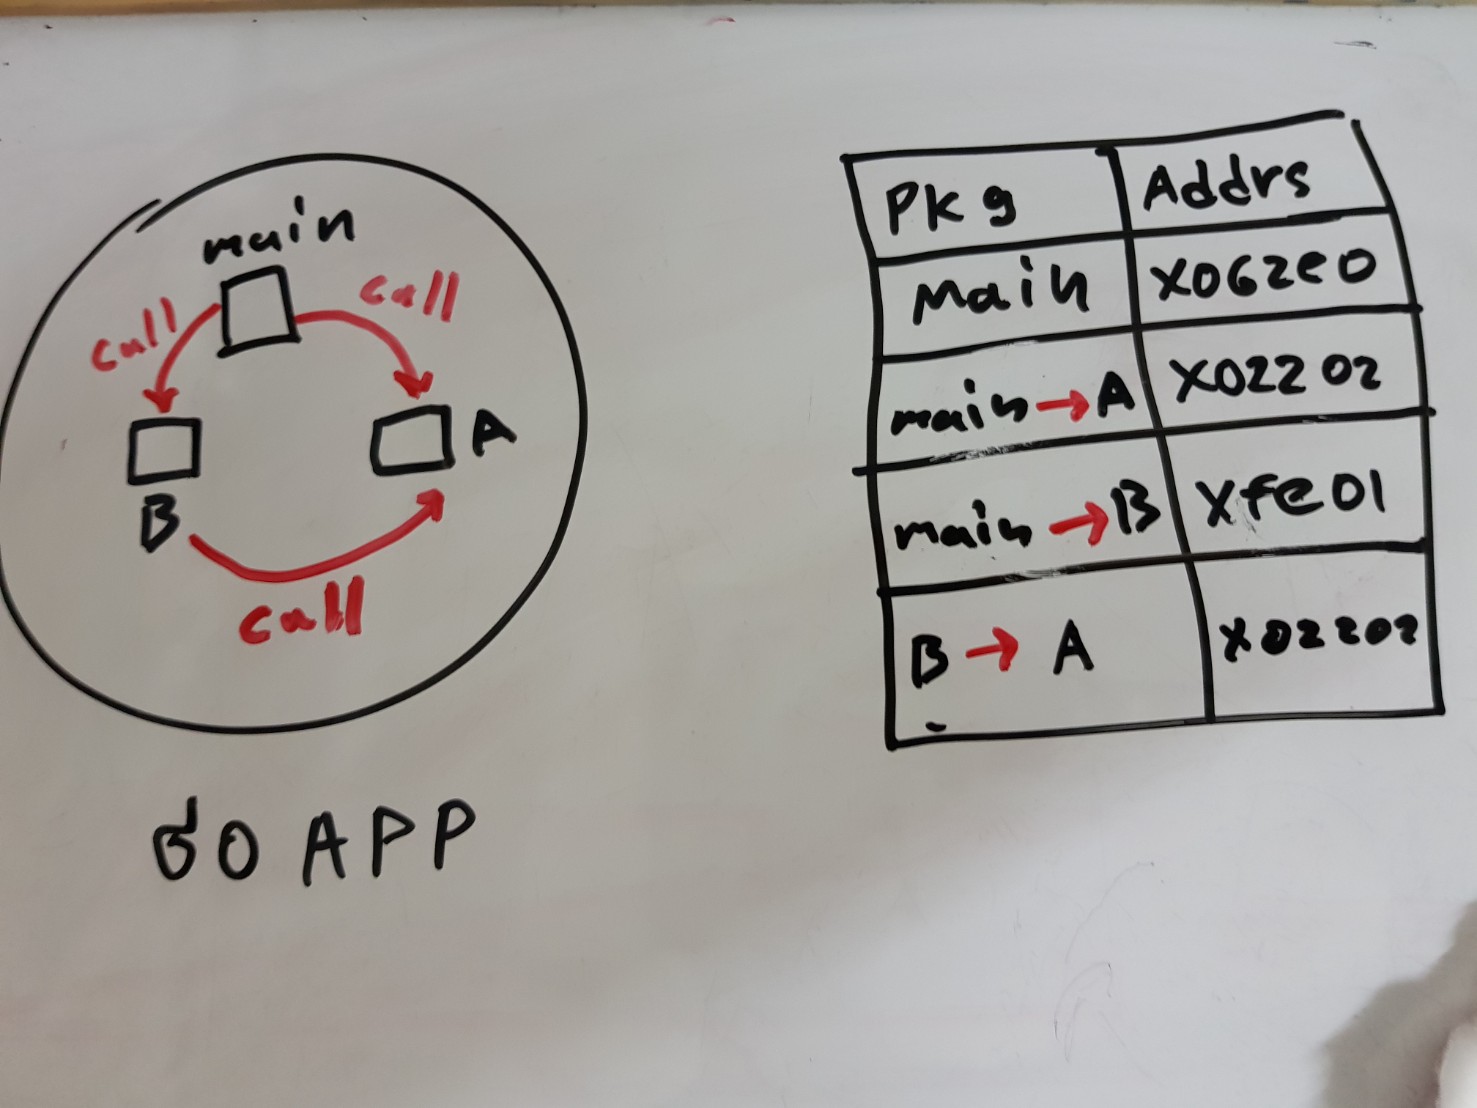 main
call
call
A
B
call
GO APP
Pkg Addrs
Main X062e0
main → A X02202
main → B Xfe01
B → A X02202